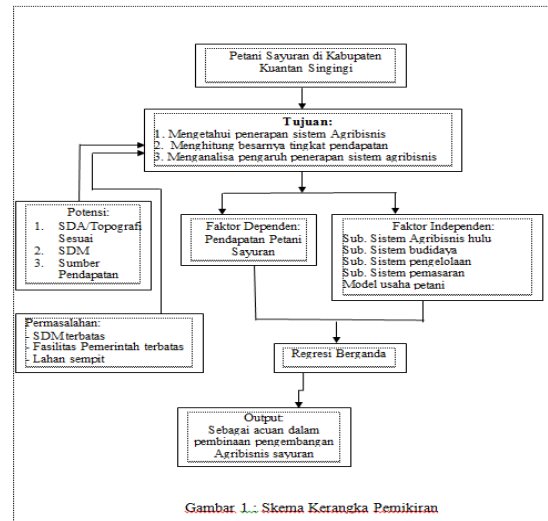 Petani Sayuran di Kabupaten
Kuantan Singingi
Tujuan:
1. Mengetahui penerapan sistem Agribisnis
2. Menghitung besarnya tingkat pendapatan
3. Menganalisa pengaruh penerapan sistem agribisnis
Potensi:
1. SDA/Topografi
Sesuai
2. SDM
3. Sumber
Pendapatan
Faktor Dependen:
Pendapatan Petani
Sayuran
Faktor Independen:
Sub. Sistem Agribisnis hulu
Sub. Sistem budidaya
Sub. Sistem pengelolaan
Sub. Sistem pemasaran
Model usaha petani
Permasalahan:
- SDM terbatas
- Fasilitas Pemerintah terbatas
- Lahan sempit
Regresi Berganda
Output:
Sebagai acuan dalam
pembinaan pengembangan
Agribisnis sayuran
Gambar 1.: Skema Kerangka Pemikiran